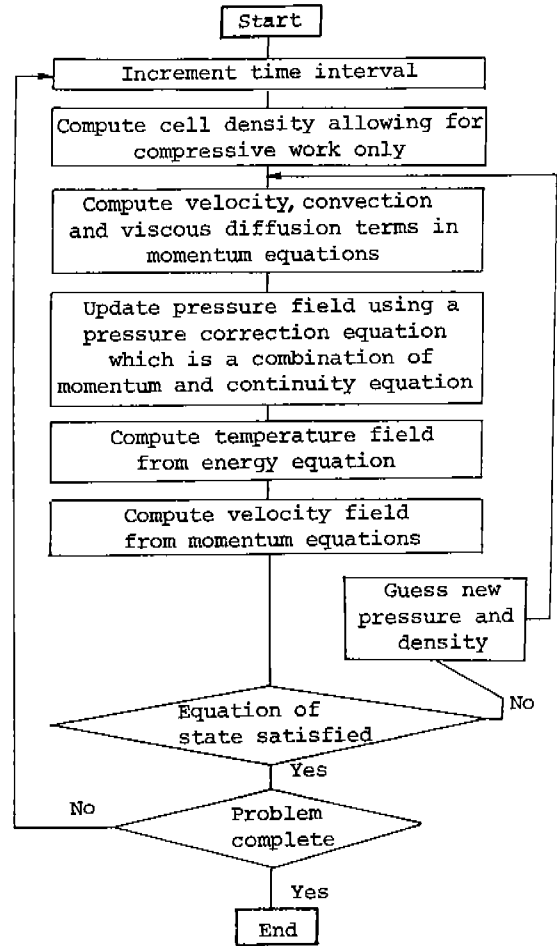 Start
Increment time interval
Compute cell density allowing for
compressive work only
Compute velocity, convection
and viscous diffusion terms in
momentum equations
Update pressure field using a
pressure correction equation
which is a combination of
momentum and continuity equation
Compute temperature field
from energy equation
Compute velocity field
from momentum equations
Guess new
pressure and
density
No
Equation of
state satisfied
Yes
No
Problem
complete
Yes
End